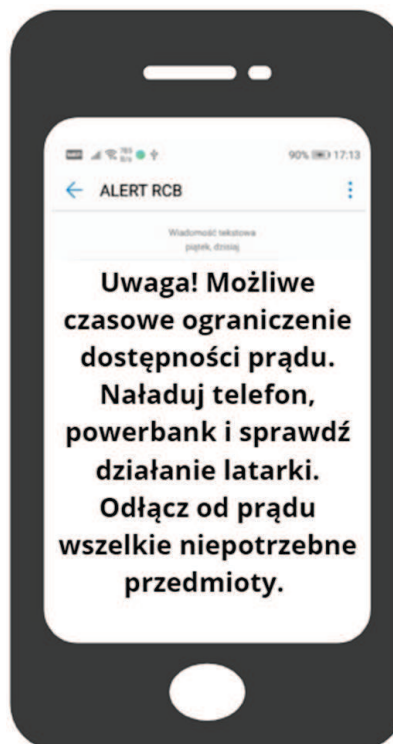 90% 17:13
ALERT RCB
Wiadomość tekstowa
piątek, dzisiaj
Uwaga! Możliwe
czasowe ograniczenie
dostępności prądu.
Naładuj telefon,
powerbank i sprawdź
działanie latarki.
Odłącz od prądu
wszelkie niepotrzebne
przedmioty.